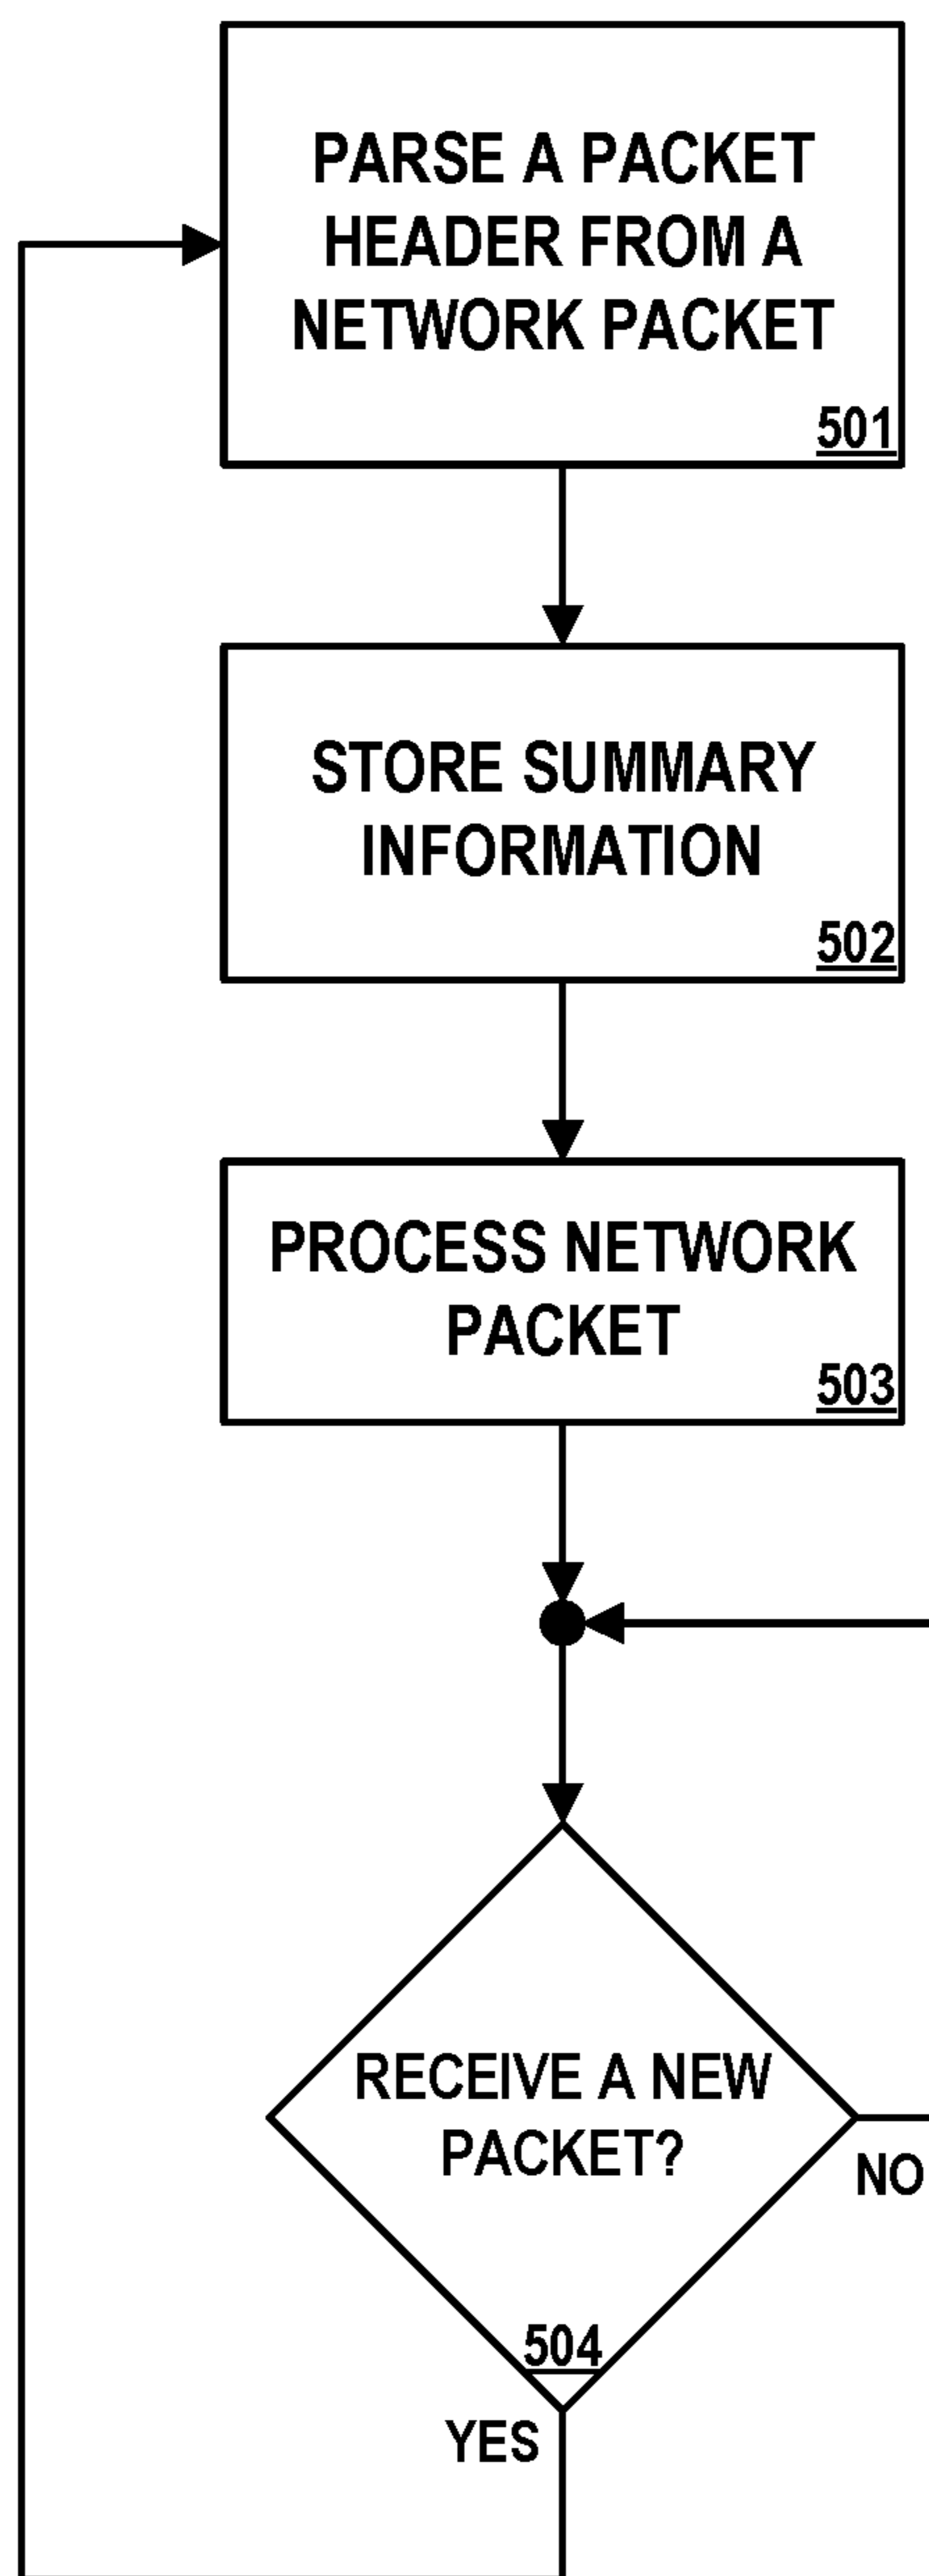 PARSE A PACKET
HEADER FROM A
NETWORK PACKET
501
STORE SUMMARY
INFORMATION
502
PROCESS NETWORK
PACKET
503
RECEIVE A NEW
PACKET?
NO
504
YES